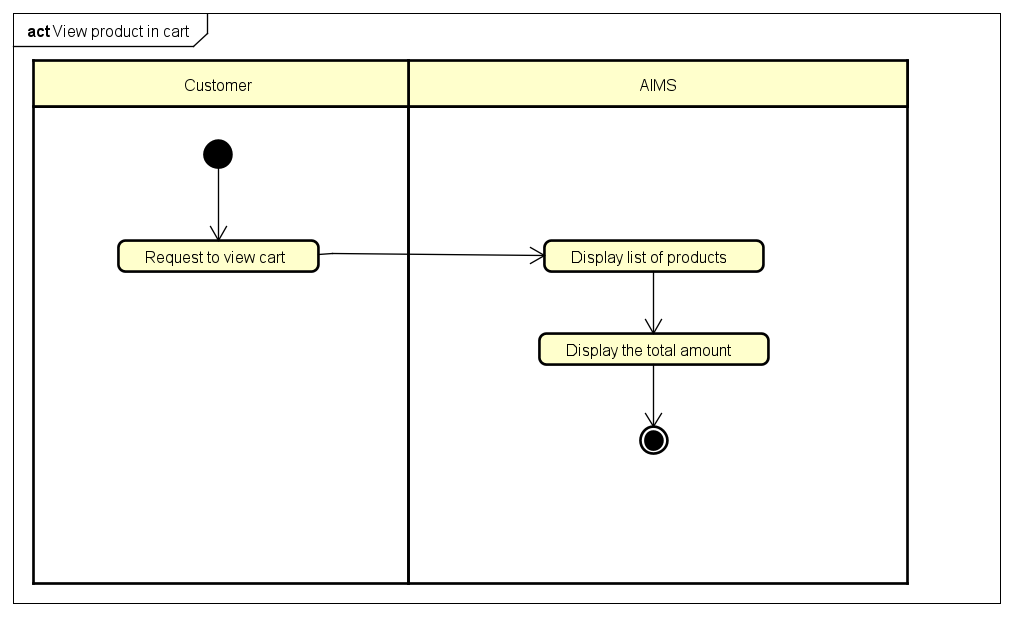 act View product in cart
Customer
AIMS
Request to view cart
Display list of products
Display the total amount